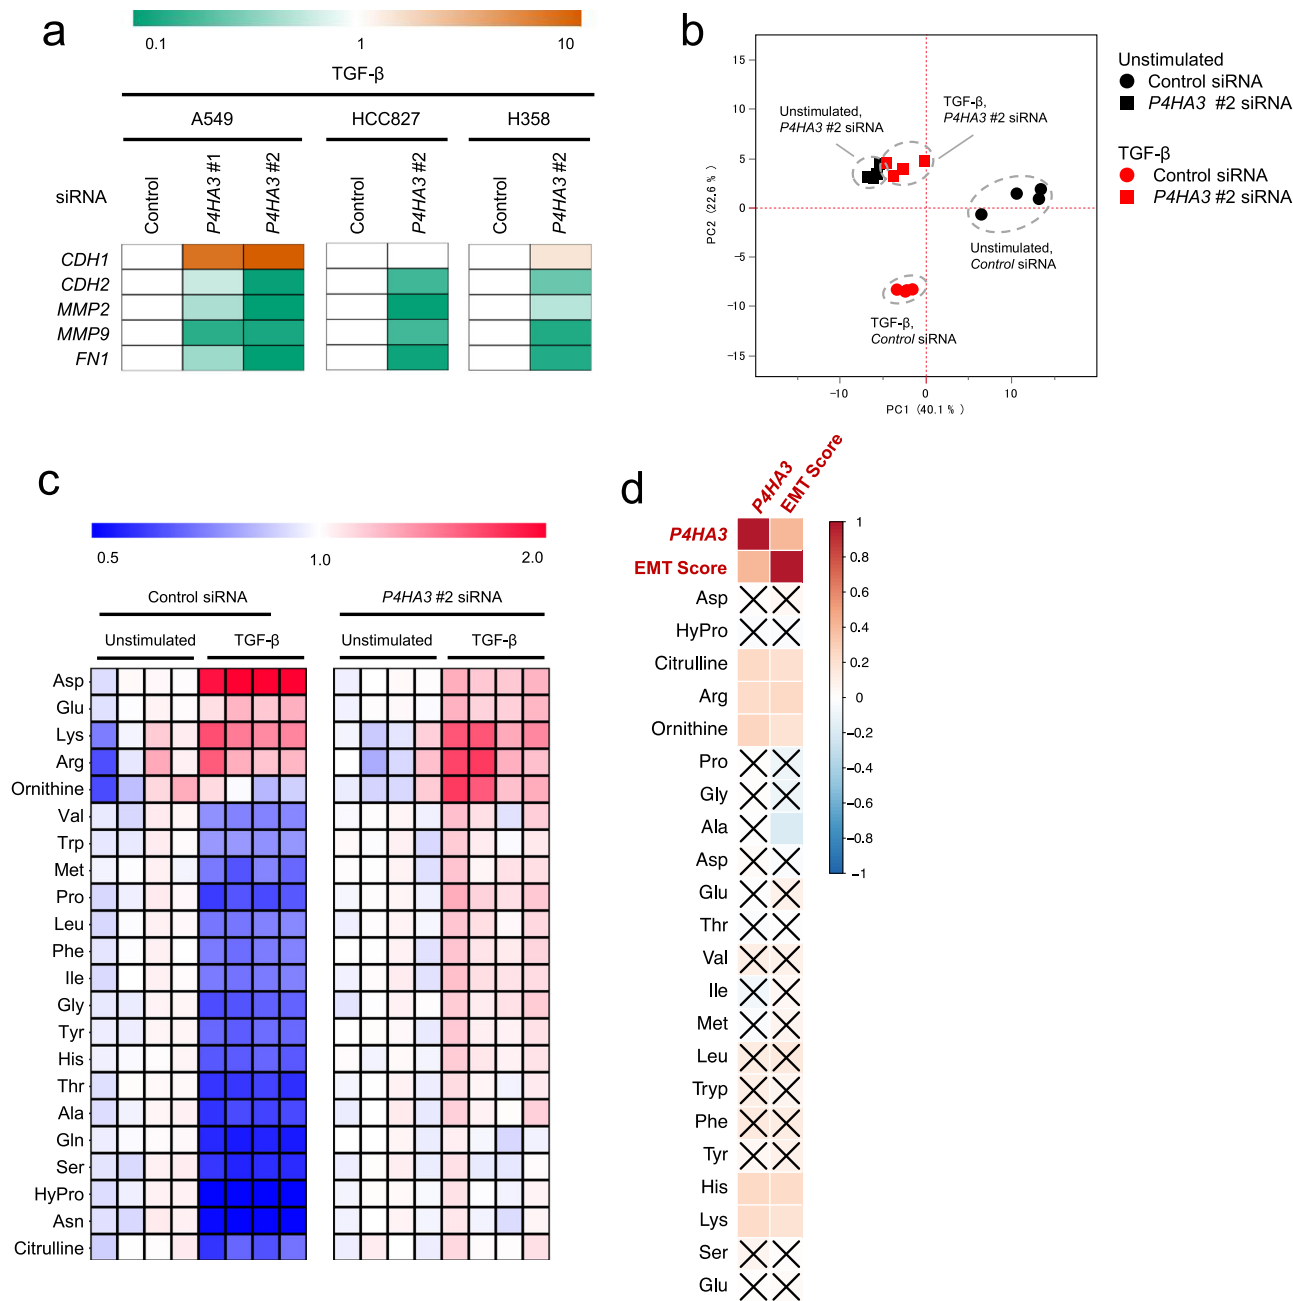 a
0.1 1 10
TGF-β
A549 HCC827 H358
siRNA Control P4HA3 #1 P4HA3 #2 Control P4HA3 #2 Control P4HA3 #2
CDH1
CDH2
MMP2
MMP9
FN1
b
15
10
5
0
−5
−10
−15
−10 0 10
PC2 (22.6 %)
PC1 (40.1 %)
Unstimulated,
P4HA3 #2 siRNA
TGF-β,
P4HA3 #2 siRNA
Unstimulated,
Control siRNA
TGF-β,
Control siRNA
Unstimulated
Control siRNA
P4HA3 #2 siRNA
TGF-β
Control siRNA
P4HA3 #2 siRNA
c
0.5 1.0 2.0
Control siRNA P4HA3 #2 siRNA
Unstimulated TGF-β Unstimulated TGF-β
Asp
Glu
Lys
Arg
Ornithine
Val
Trp
Met
Pro
Leu
Phe
Ile
Gly
Tyr
His
Thr
Ala
Gln
Ser
HyPro
Asn
Citrulline
d
P4HA3 EMT Score
P4HA3
EMT Score
Asp
HyPro
Citrulline
Arg
Ornithine
Pro
Gly
Ala
Asp
Glu
Thr
Val
Ile
Met
Leu
Tryp
Phe
Tyr
His
Lys
Ser
Glu
1
0.8
0.6
0.4
0.2
0
−0.2
−0.4
−0.6
−0.8
−1